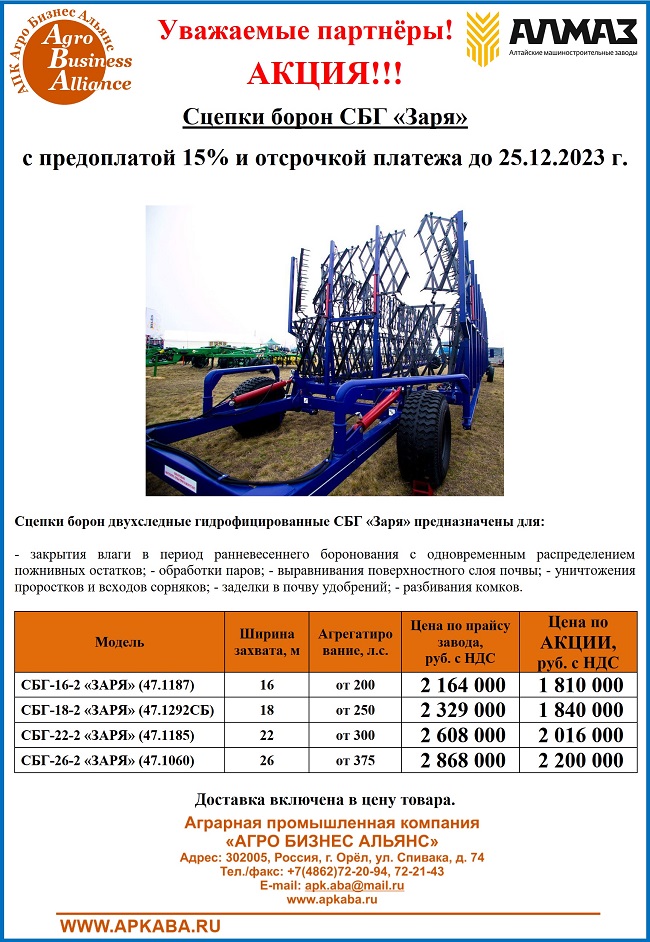 АПК Агро Бизнес Альянс
Agro
Business
Alliance
Уважаемые партнёры!
АКЦИЯ!!!
АЛМАЗ
Алтайские машиностроительные заводы
Сцепки борон СБГ «Заря»
с предоплатой 15% и отсрочкой платежа до 25.12.2023 г.
Сцепки борон двухследные гидрофицированные СБГ «Заря» предназначены для:
- закрытия влаги в период ранневесеннего боронования с одновременным распределением
пожнивных остатков; - обработки паров; - выравнивания поверхностного слоя почвы; - уничтожения
проростков и всходов сорняков; - заделки в почву удобрений; - разбивания комков.
Модель
Ширина
захвата, м
Агрегатиро
вание, л.с.
Цена по прайсу
завода,
руб. с НДС
Цена по
АКЦИИ,
руб. с НДС
СБГ-16-2 «ЗАРЯ» (47.1187) 16 от 200 2 164 000 1 810 000
СБГ-18-2 «ЗАРЯ» (47.1292СБ) 18 от 250 2 329 000 1 840 000
СБГ-22-2 «ЗАРЯ» (47.1185) 22 от 300 2 608 000 2 016 000
СБГ-26-2 «ЗАРЯ» (47.1060) 26 от 375 2 868 000 2 200 000
Доставка включена в цену товара.
Аграрная промышленная компания
«АГРО БИЗНЕС АЛЬЯНС»
Адрес: 302005, Россия, г. Орёл, ул. Спивака, д. 74
Тел./факс: +7(4862)72-20-94, 72-21-43
E-mail: apk.aba@mail.ru
www.apkaba.ru
WWW.APKABA.RU